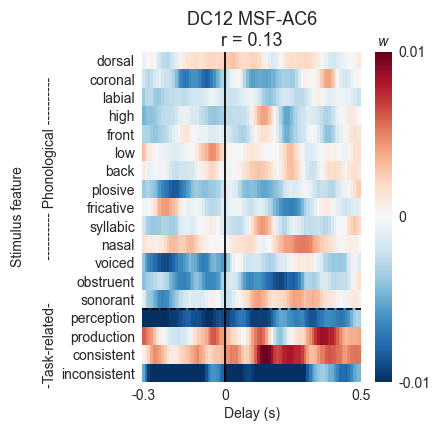 DC12 MSF-AC6
r = 0.13
w
Stimulus feature
---------- Phonological ----------
-Task-related-
dorsal
coronal
labial
high
front
low
back
plosive
fricative
syllabic
nasal
voiced
obstruent
sonorant
perception
production
consistent
inconsistent
0.01
0
-0.01
-0.3 0 0.5
Delay (s)